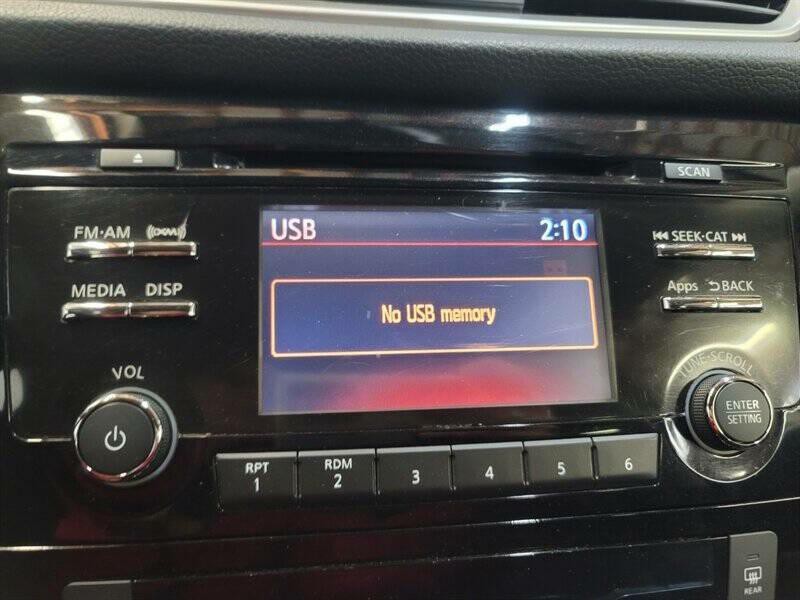 SCAN
FM·AM
((XM))
USB 2:10
SEEK·CAT
MEDIA DISP
No USB memory
Apps BACK
VOL
TUNE·SCROLL
ENTER
SETTING
RPT
1
RDM
2
3
4
5
6
REAR